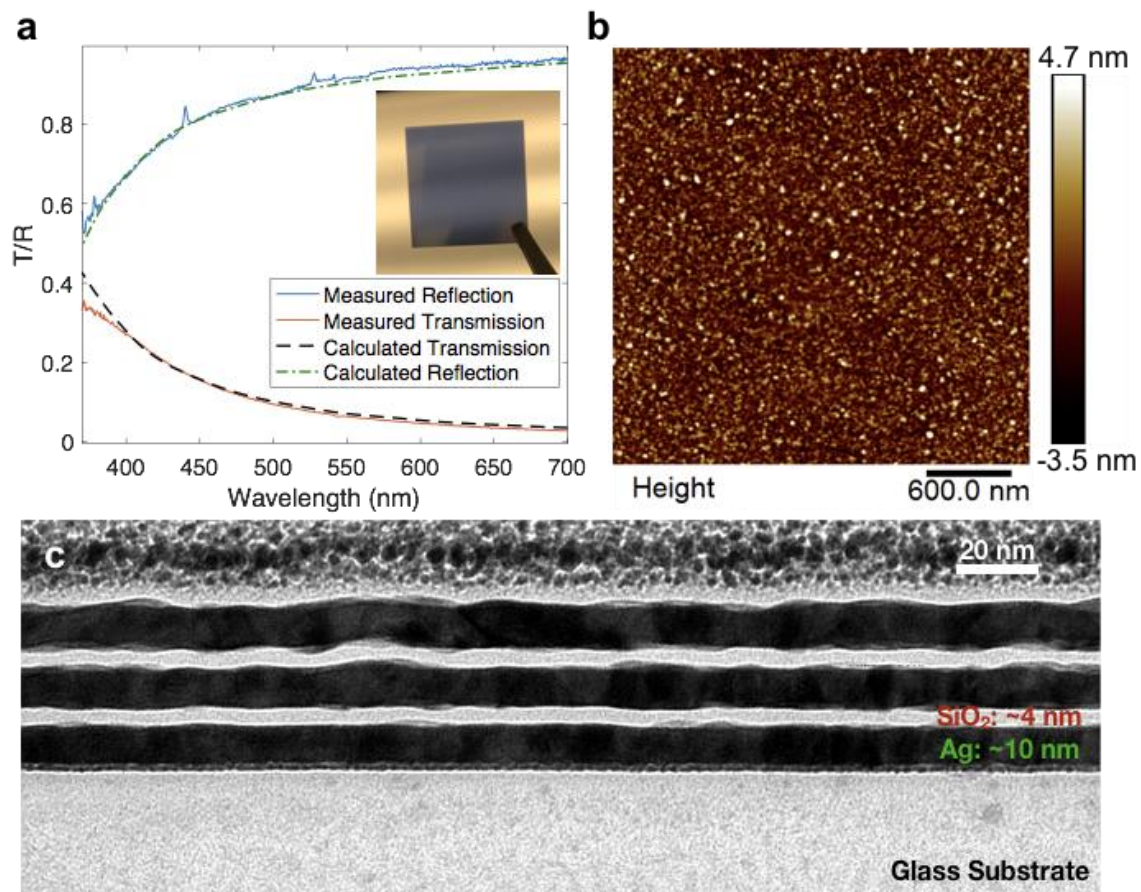 a
T/R
0.8
0.6
0.4
0.2
0
400 450 500 550 600 650 700
Wavelength (nm)
Measured Reflection
Measured Transmission
Calculated Transmission
Calculated Reflection
b
4.7 nm
-3.5 nm
Height
600.0 nm
c
20 nm
SiO₂: ~4 nm
Ag: ~10 nm
Glass Substrate